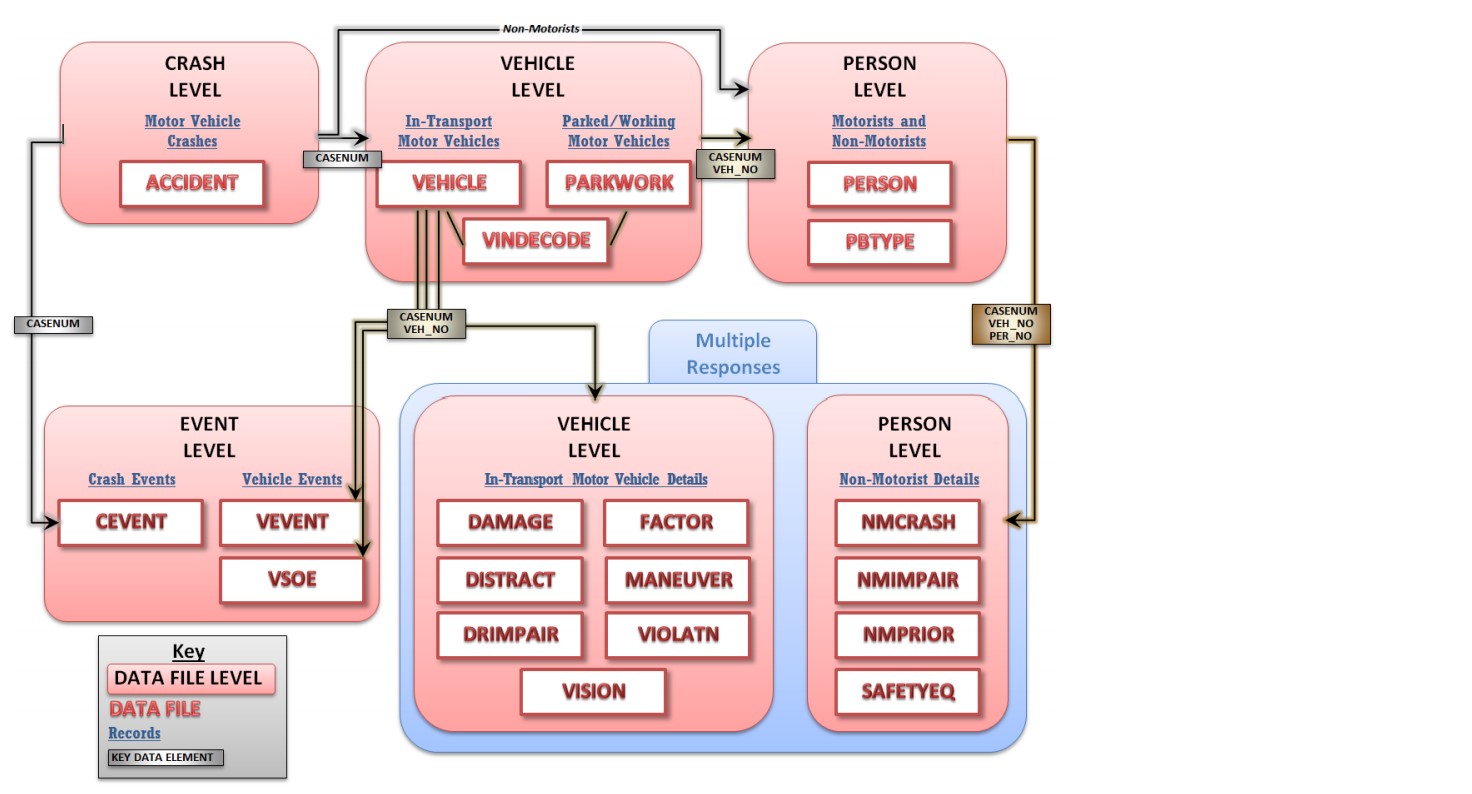 Non-Motorists
CRASH
LEVEL
Motor Vehicle
Crashes
ACCIDENT
CASENUM
VEHICLE
LEVEL
In-Transport
Motor Vehicles
VEHICLE
Parked/Working
Motor Vehicles
PARKWORK
VINDECODE
CASENUM
VEH_NO
PERSON
LEVEL
Motorists and
Non-Motorists
PERSON
PBTYPE
CASENUM
CASENUM
VEH_NO
CASENUM
VEH_NO
PER_NO
EVENT
LEVEL
Crash Events
CEVENT
Vehicle Events
VEVENT
VSOE
Multiple
Responses
VEHICLE
LEVEL
In-Transport Motor Vehicle Details
DAMAGE
FACTOR
DISTRACT
MANEUVER
DRIMPAIR
VIOLATN
VISION
PERSON
LEVEL
Non-Motorist Details
NMCRASH
NMIMPAIR
NMPRIOR
SAFETYEQ
Key
DATA FILE LEVEL
DATA FILE
Records
KEY DATA ELEMENT